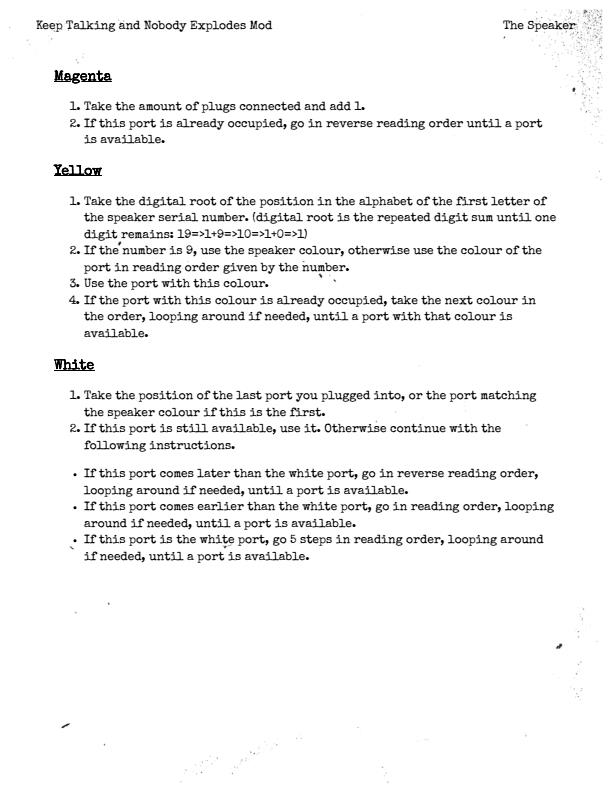 Keep Talking and Nobody Explodes Mod The Speaker
Magenta
1. Take the amount of plugs connected and add 1.
2. If this port is already occupied, go in reverse reading order until a port
is available.
Yellow
1. Take the digital root of the position in the alphabet of the first letter of
the speaker serial number. (digital root is the repeated digit sum until one
digit remains: 19=>1+9=>10=>1+0=>1)
2. If the number is 9, use the speaker colour, otherwise use the colour of the
port in reading order given by the number.
3. Use the port with this colour.
4. If the port with this colour is already occupied, take the next colour in
the order, looping around if needed, until a port with that colour is
available.
White
1. Take the position of the last port you plugged into, or the port matching
the speaker colour if this is the first.
2. If this port is still available, use it. Otherwise continue with the
following instructions.
• If this port comes later than the white port, go in reverse reading order,
looping around if needed, until a port is available.
• If this port comes earlier than the white port, go in reading order, looping
around if needed, until a port is available.
• If this port is the white port, go 5 steps in reading order, looping around
if needed, until a port is available.